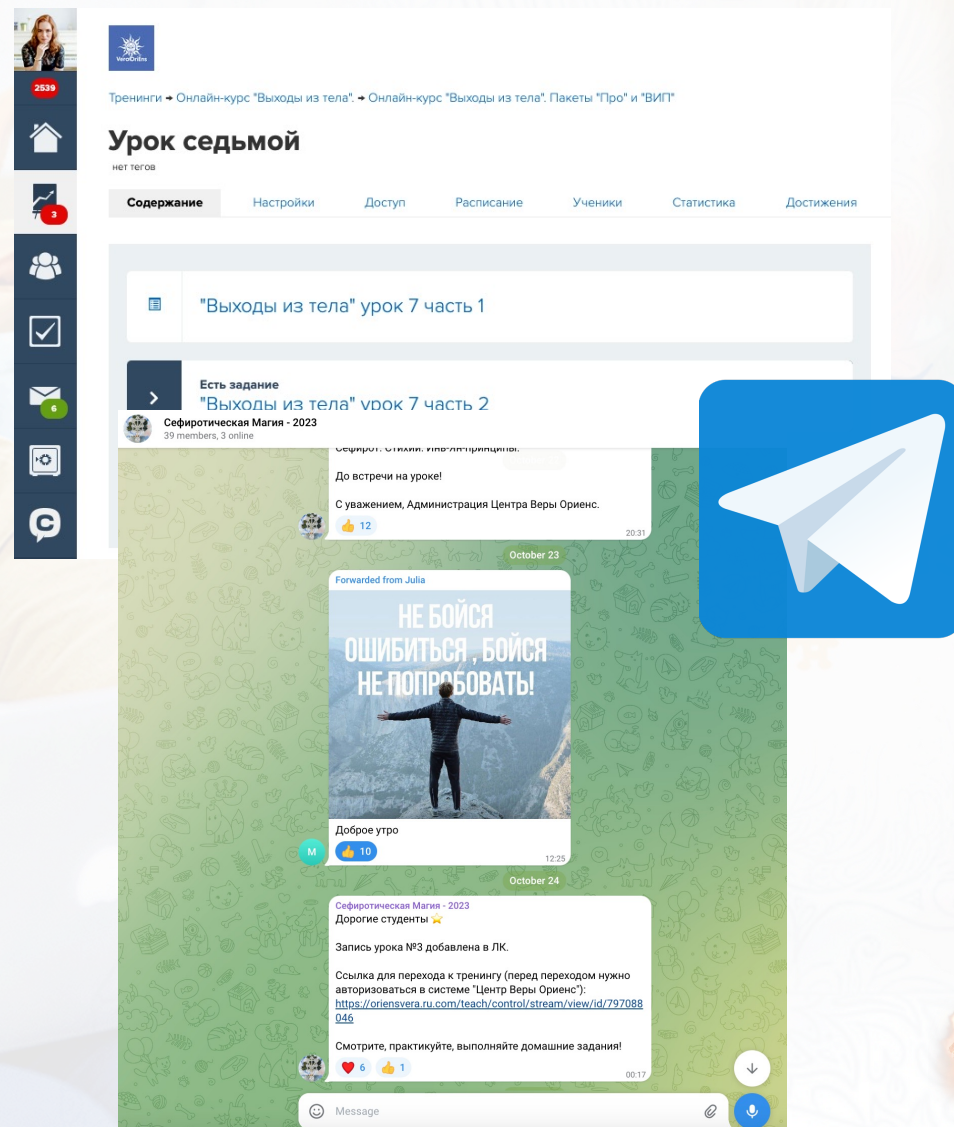 VeraOriEns
2539
Тренинги → Онлайн-курс "Выходы из тела". → Онлайн-курс "Выходы из тела". Пакеты "Про" и "ВИП"
Урок седьмой
нет тегов
Содержание Настройки Доступ Расписание Ученики Статистика Достижения
3
"Выходы из тела" урок 7 часть 1
Есть задание
"Выходы из тела" урок 7 часть 2
6
Сефиротическая Магия - 2023
39 members, 3 online
Сефирот. Стихии. Инь-Ян-принципы.
До встречи на уроке!
С уважением, Администрация Центра Веры Ориенс.
👍 12
20:31
October 23
Forwarded from Julia
НЕ БОЙСЯ
ОШИБИТЬСЯ , БОЙСЯ
НЕ ПОПРОБОВАТЬ!
Доброе утро
M
👍 10
12:25
October 24
Сефиротическая Магия - 2023
Дорогие студенты ⭐
Запись урока №3 добавлена в ЛК.
Ссылка для перехода к тренингу (перед переходом нужно
авторизоваться в системе "Центр Веры Ориенс"):
https://oriensvera.ru.com/teach/control/stream/view/id/797088
046
Смотрите, практикуйте, выполняйте домашние задания!
❤️ 6 👍 1
00:17
Message